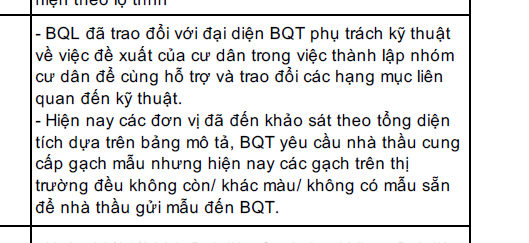 hiện theo lộ trình
- BQL đã trao đổi với đại diện BQT phụ trách kỹ thuật
về việc đề xuất của cư dân trong việc thành lập nhóm
cư dân để cùng hỗ trợ và trao đổi các hạng mục liên
quan đến kỹ thuật.
- Hiện nay các đơn vị đã đến khảo sát theo tổng diện
tích dựa trên bảng mô tả, BQT yêu cầu nhà thầu cung
cấp gạch mẫu nhưng hiện nay các gạch trên thị
trường đều không còn/ khác màu/ không có mẫu sẵn
để nhà thầu gửi mẫu đến BQT.